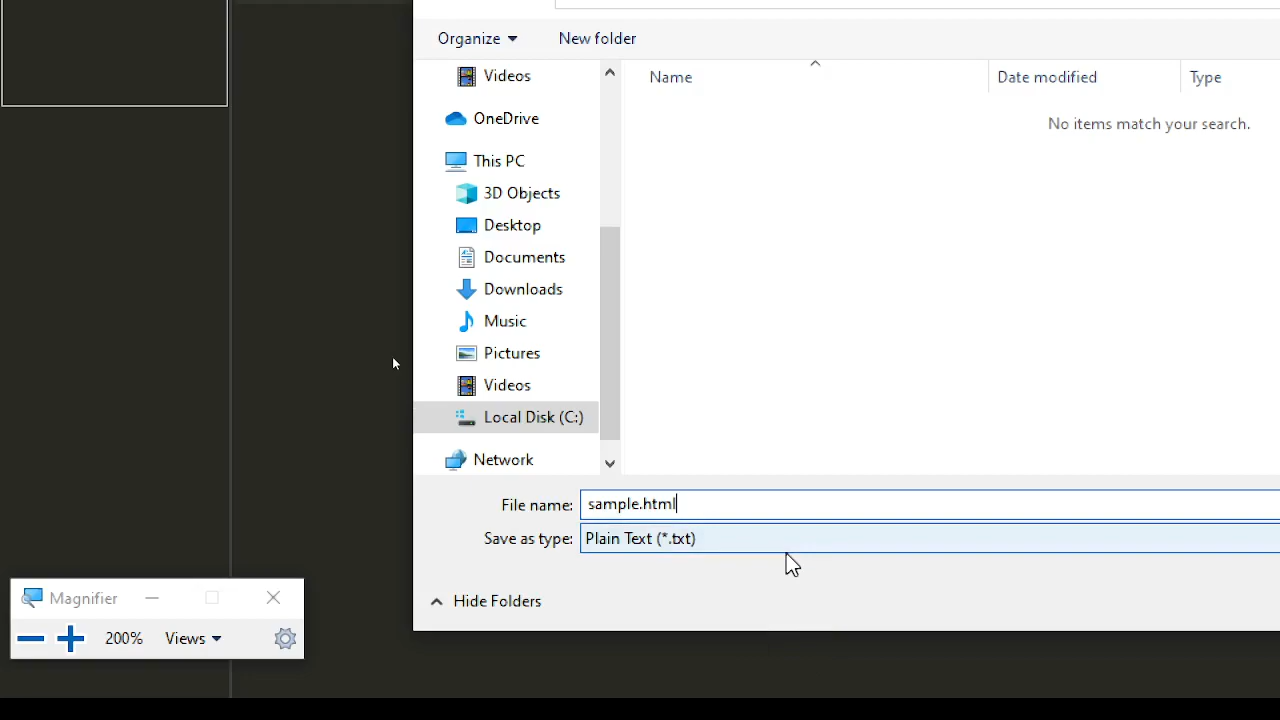 Organize
New folder
Videos
Name
Date modified
Type
OneDrive
No items match your search.
This PC
3D Objects
Desktop
Documents
Downloads
Music
Pictures
Videos
Local Disk (C:)
Network
File name: sample.html
Save as type: Plain Text (*.txt)
Hide Folders
Magnifier
200% Views